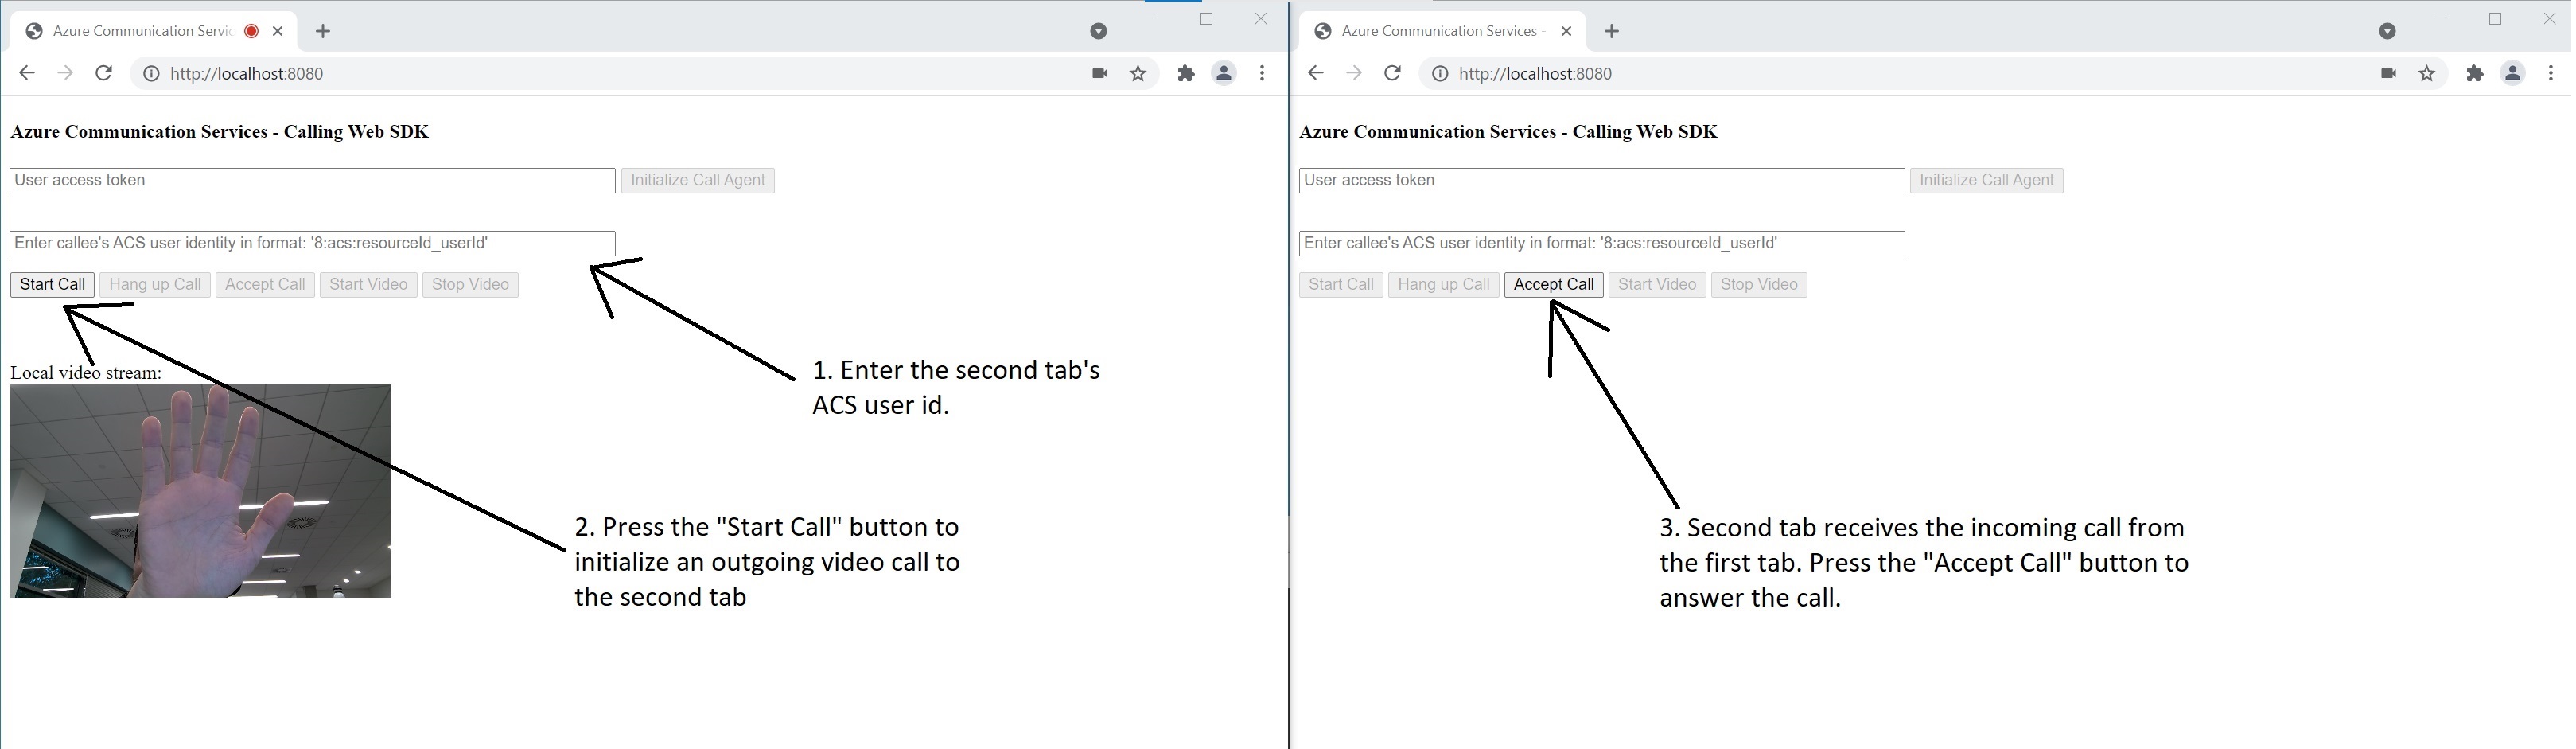 Azure Communication Servic
http://localhost:8080
Azure Communication Services - Calling Web SDK
User access token Initialize Call Agent
Enter callee's ACS user identity in format: '8:acs:resourceId_userId'
Start Call Hang up Call Accept Call Start Video Stop Video
Local video stream:
1. Enter the second tab's
ACS user id.
2. Press the "Start Call" button to
initialize an outgoing video call to
the second tab
Azure Communication Services -
http://localhost:8080
Azure Communication Services - Calling Web SDK
User access token Initialize Call Agent
Enter callee's ACS user identity in format: '8:acs:resourceId_userId'
Start Call Hang up Call Accept Call Start Video Stop Video
3. Second tab receives the incoming call from
the first tab. Press the "Accept Call" button to
answer the call.